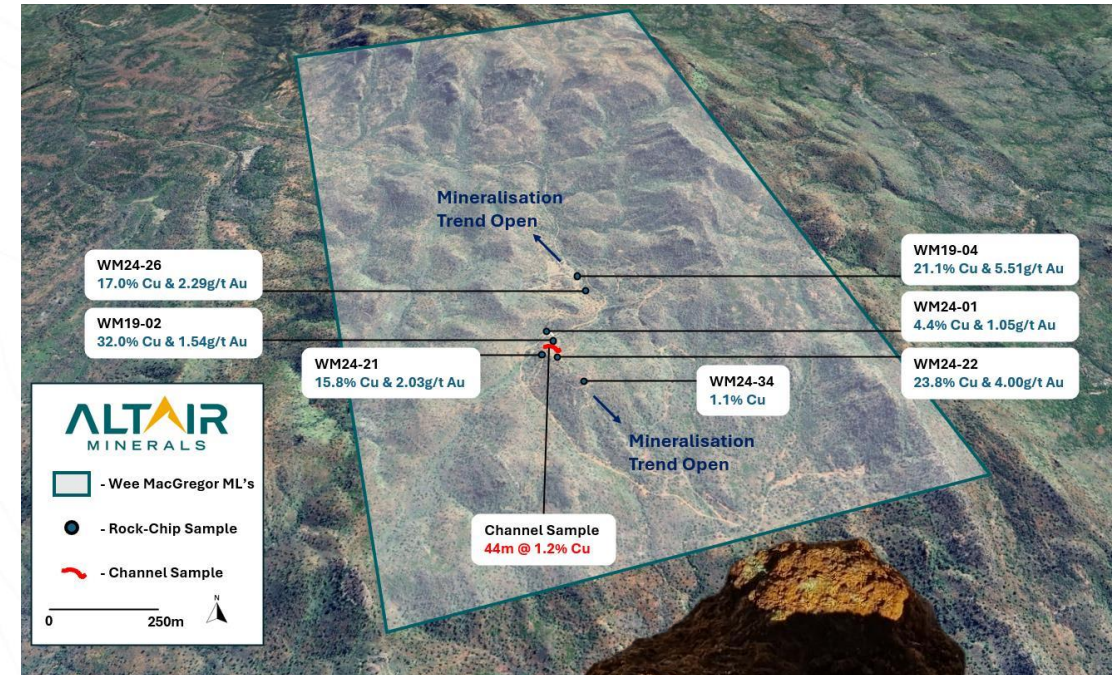 Mineralisation
Trend Open
WM24-26
17.0% Cu & 2.29g/t Au
WM19-02
32.0% Cu & 1.54g/t Au
WM24-21
15.8% Cu & 2.03g/t Au
WM19-04
21.1% Cu & 5.51g/t Au
WM24-01
4.4% Cu & 1.05g/t Au
WM24-22
23.8% Cu & 4.00g/t Au
WM24-34
1.1% Cu
Mineralisation
Trend Open
Channel Sample
44m @ 1.2% Cu
ALTAIR
MINERALS
- Wee MacGregor ML's
- Rock-Chip Sample
- Channel Sample
N
0 250m